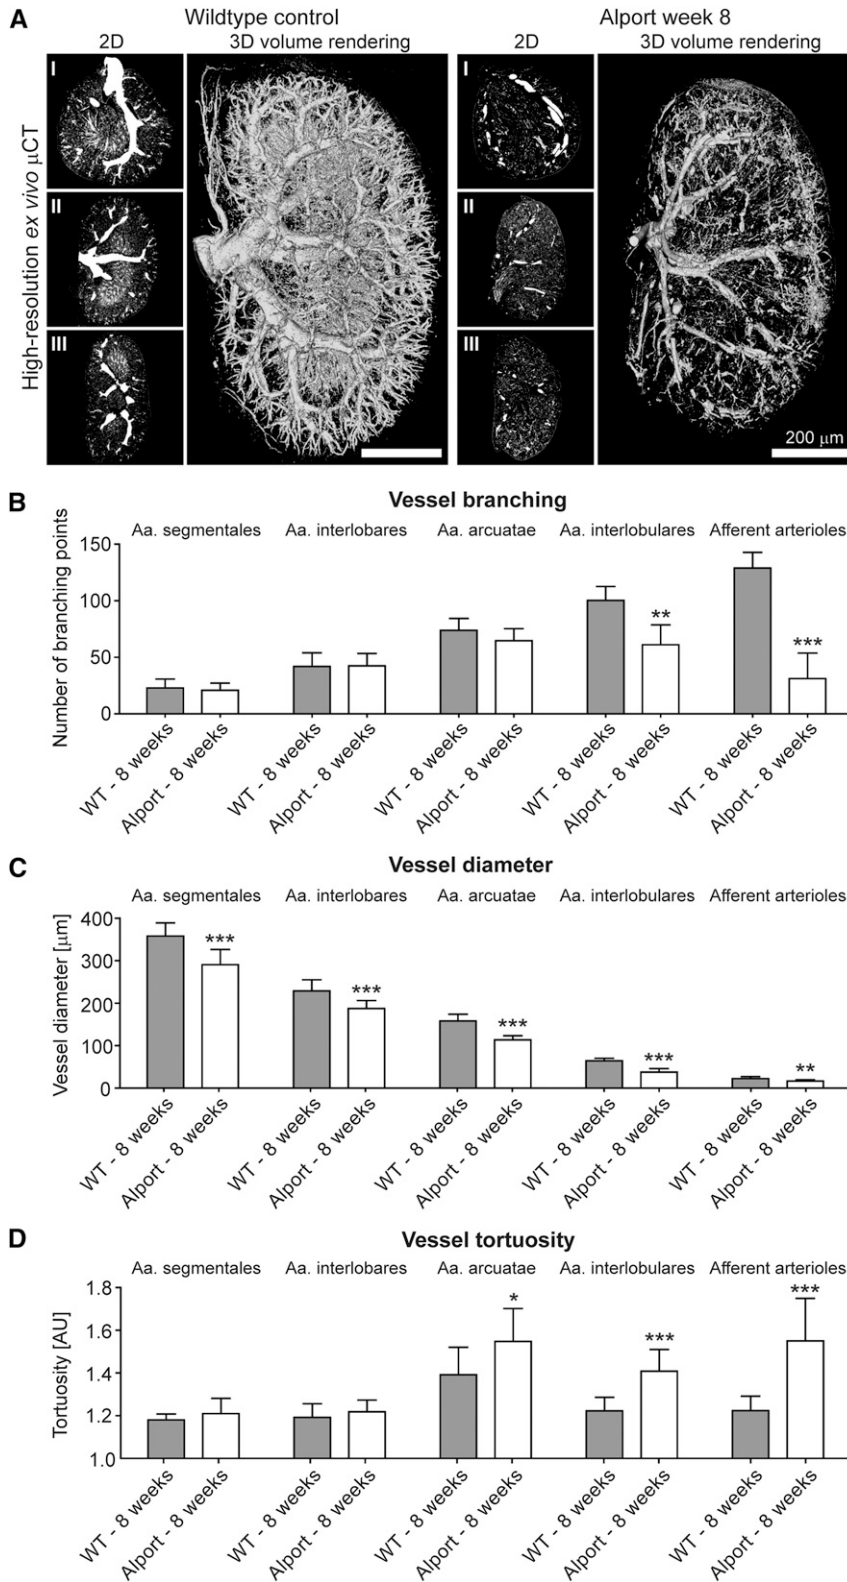 A
Wildtype control
Alport week 8
2D
3D volume rendering
2D
3D volume rendering
High-resolution ex vivo µCT
I
II
III
I
II
III
200 µm
B
Vessel branching
Aa. segmentales
Aa. interlobares
Aa. arcuatae
Aa. interlobulares
Afferent arterioles
Number of branching points
150
100
50
0
**
***
WT - 8 weeks
Alport - 8 weeks
WT - 8 weeks
Alport - 8 weeks
WT - 8 weeks
Alport - 8 weeks
WT - 8 weeks
Alport - 8 weeks
WT - 8 weeks
Alport - 8 weeks
C
Vessel diameter
Aa. segmentales
Aa. interlobares
Aa. arcuatae
Aa. interlobulares
Afferent arterioles
Vessel diameter [µm]
400
300
200
100
0
***
***
***
***
**
WT - 8 weeks
Alport - 8 weeks
WT - 8 weeks
Alport - 8 weeks
WT - 8 weeks
Alport - 8 weeks
WT - 8 weeks
Alport - 8 weeks
WT - 8 weeks
Alport - 8 weeks
D
Vessel tortuosity
Aa. segmentales
Aa. interlobares
Aa. arcuatae
Aa. interlobulares
Afferent arterioles
Tortuosity [AU]
1.8
1.6
1.4
1.2
1.0
*
***
***
WT - 8 weeks
Alport - 8 weeks
WT - 8 weeks
Alport - 8 weeks
WT - 8 weeks
Alport - 8 weeks
WT - 8 weeks
Alport - 8 weeks
WT - 8 weeks
Alport - 8 weeks